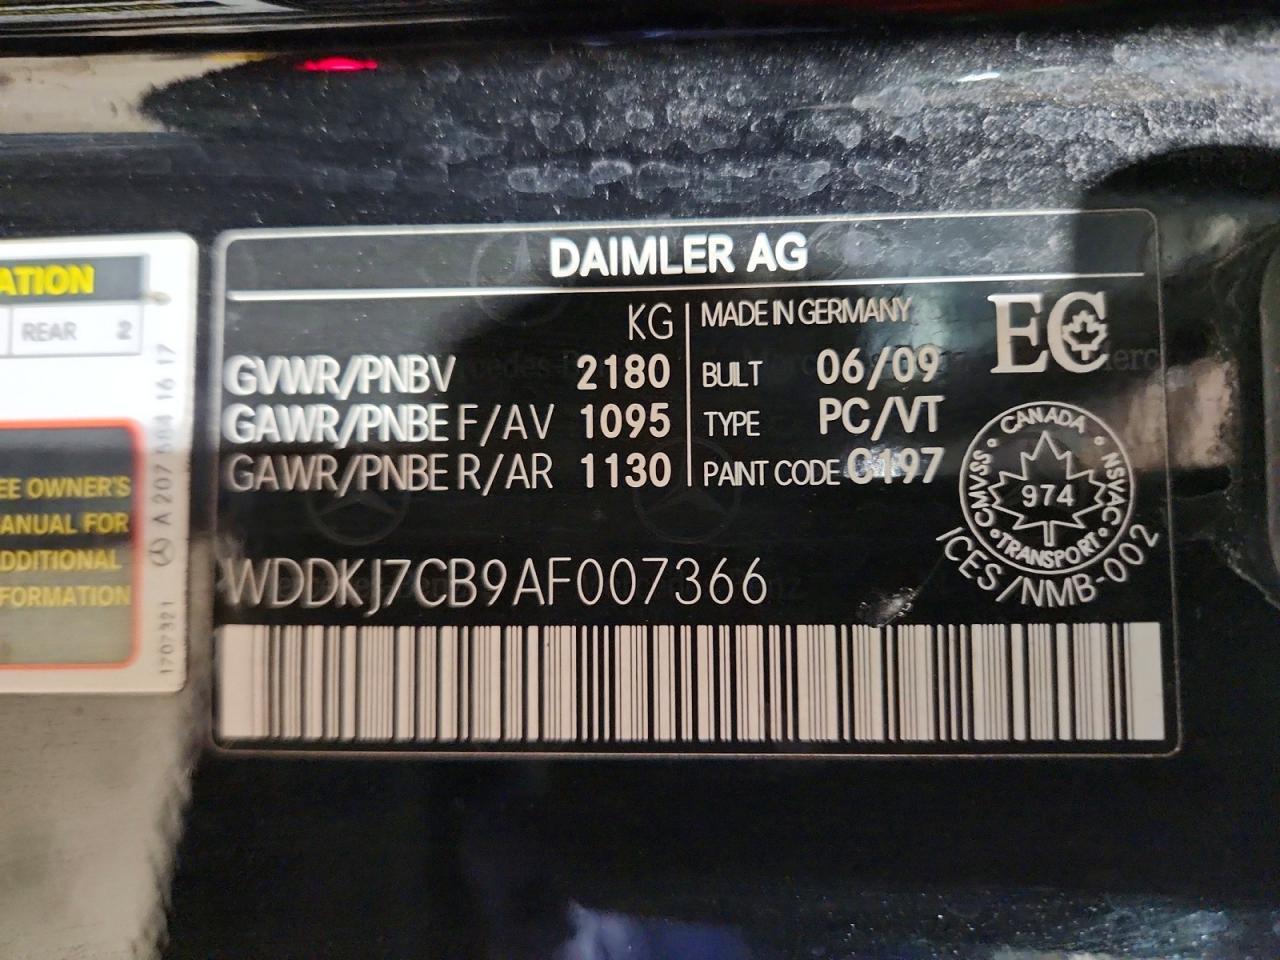 DAIMLER AG
KG
GVWR/PNBV 2180
GAWR/PNBE F/AV 1095
GAWR/PNBE R/AR 1130
MADE IN GERMANY
BUILT 06/09
TYPE PC/VT
PAINT CODE C197
EC
CANADA
CMVSS
NSVAC
974
TRANSPORT
ICES/NMB-002
WDDKJ7CB9AF007366
ATION
REAR 2
EE OWNER'S
ANUAL FOR
DDITIONAL
FORMATION
A 207 584 16 17
1707321